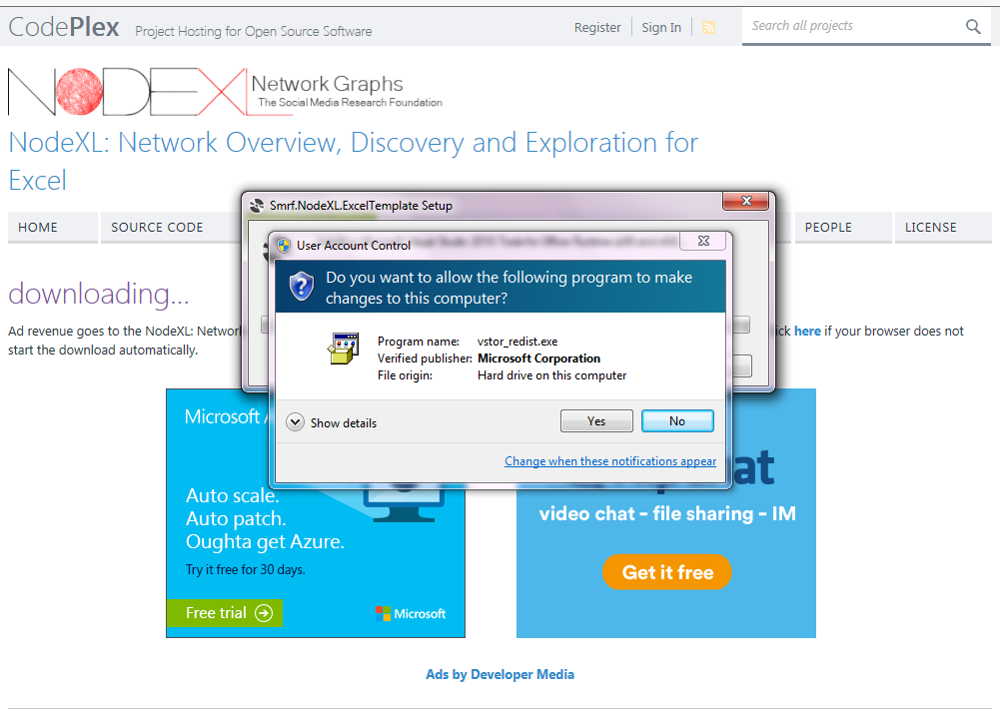 CodePlex Project Hosting for Open Source Software Register Sign In Search all projects
NODEXL Network Graphs
The Social Media Research Foundation
NodeXL: Network Overview, Discovery and Exploration for
Excel
Smrf.NodeXL.ExcelTemplate Setup
HOME SOURCE CODE PEOPLE LICENSE
User Account Control
Do you want to allow the following program to make
changes to this computer?
downloading...
Ad revenue goes to the NodeXL: Networ
here if your browser does not
start the download automatically.
Program name: vstor_redist.exe
Verified publisher: Microsoft Corporation
File origin: Hard drive on this computer
Show details Yes No
Change when these notifications appear
Microsoft
Auto scale.
Auto patch.
Oughta get Azure.
Try it free for 30 days.
Free trial
Microsoft
at
video chat - file sharing - IM
Get it free
Ads by Developer Media